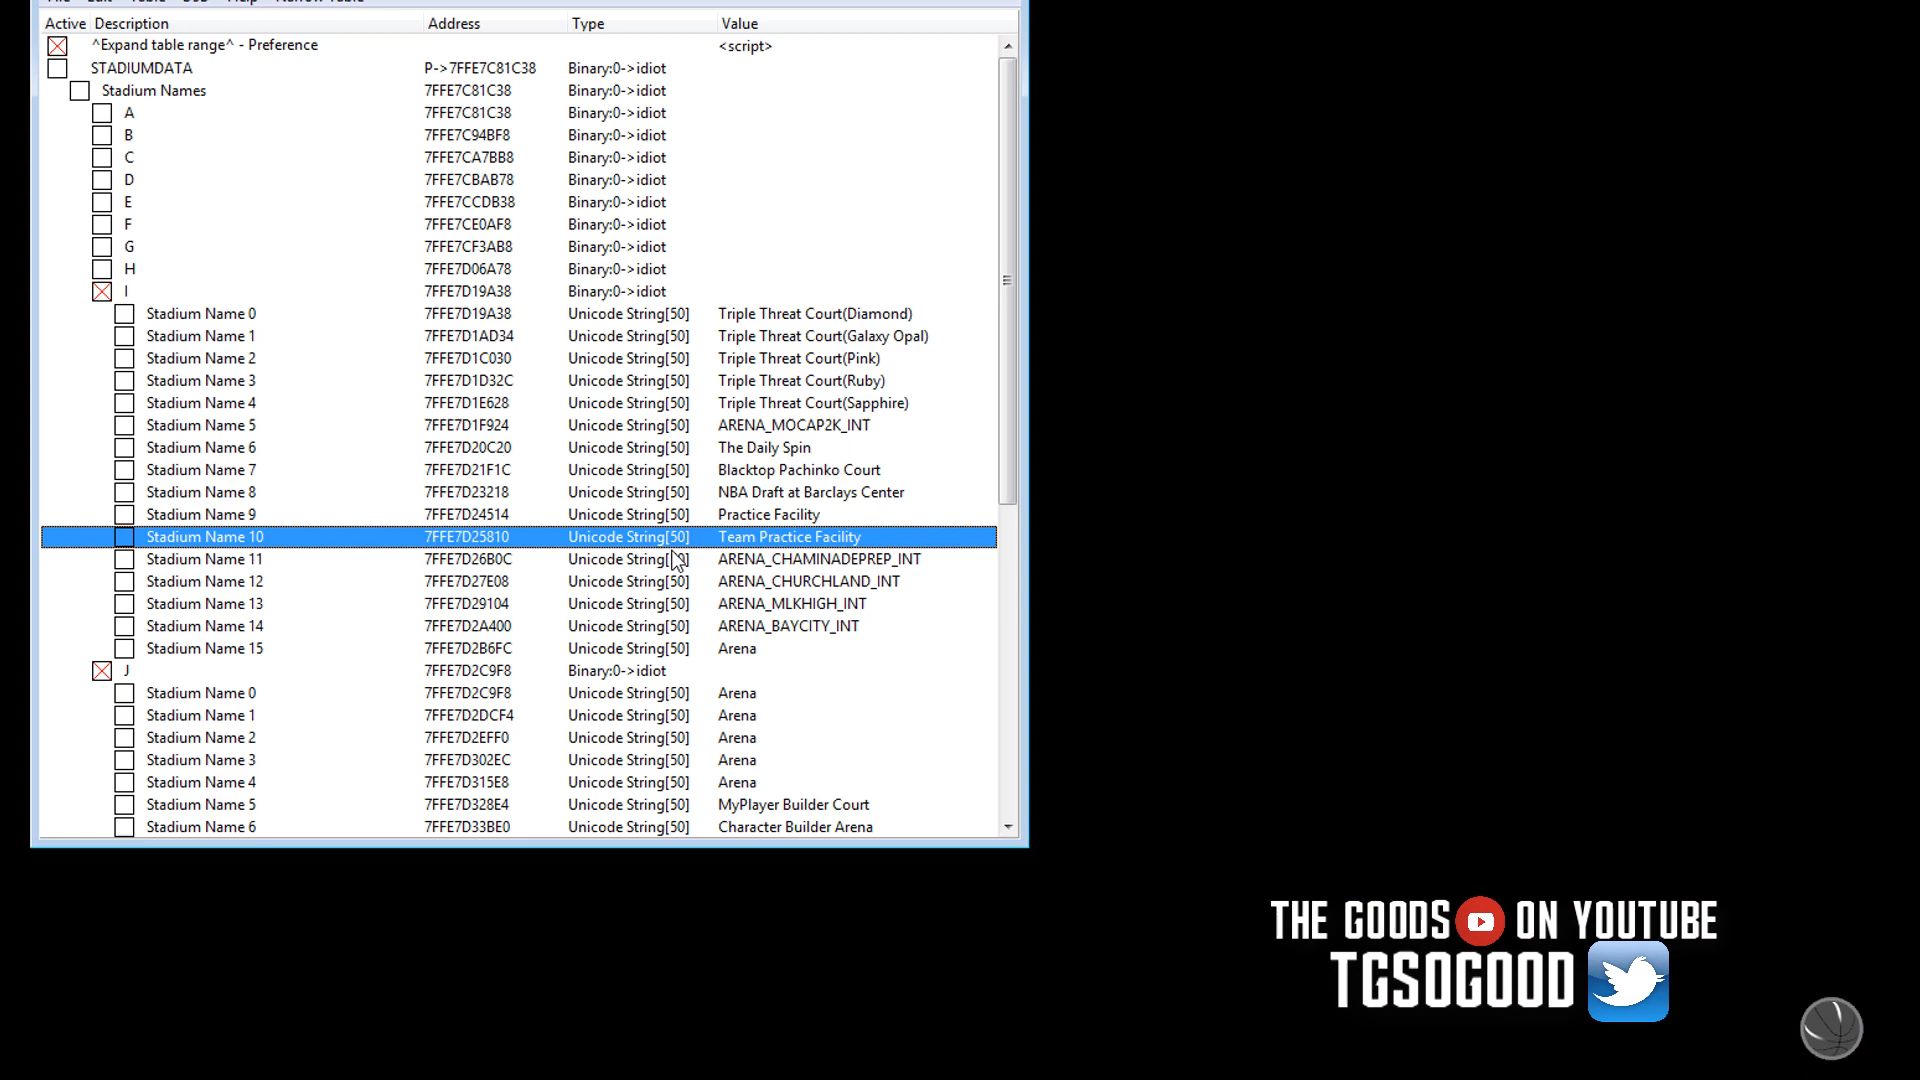 File Edit Table D3D Help Narrow Table
Active Description Address Type Value
^Expand table range^ - Preference <script>
STADIUMDATA P->7FFE7C81C38 Binary:0->idiot
Stadium Names 7FFE7C81C38 Binary:0->idiot
A 7FFE7C81C38 Binary:0->idiot
B 7FFE7C94BF8 Binary:0->idiot
C 7FFE7CA7BB8 Binary:0->idiot
D 7FFE7CBAB78 Binary:0->idiot
E 7FFE7CCDB38 Binary:0->idiot
F 7FFE7CE0AF8 Binary:0->idiot
G 7FFE7CF3AB8 Binary:0->idiot
H 7FFE7D06A78 Binary:0->idiot
I 7FFE7D19A38 Binary:0->idiot
Stadium Name 0 7FFE7D19A38 Unicode String[50] Triple Threat Court(Diamond)
Stadium Name 1 7FFE7D1AD34 Unicode String[50] Triple Threat Court(Galaxy Opal)
Stadium Name 2 7FFE7D1C030 Unicode String[50] Triple Threat Court(Pink)
Stadium Name 3 7FFE7D1D32C Unicode String[50] Triple Threat Court(Ruby)
Stadium Name 4 7FFE7D1E628 Unicode String[50] Triple Threat Court(Sapphire)
Stadium Name 5 7FFE7D1F924 Unicode String[50] ARENA_MOCAP2K_INT
Stadium Name 6 7FFE7D20C20 Unicode String[50] The Daily Spin
Stadium Name 7 7FFE7D21F1C Unicode String[50] Blacktop Pachinko Court
Stadium Name 8 7FFE7D23218 Unicode String[50] NBA Draft at Barclays Center
Stadium Name 9 7FFE7D24514 Unicode String[50] Practice Facility
Stadium Name 10 7FFE7D25810 Unicode String[50] Team Practice Facility
Stadium Name 11 7FFE7D26B0C Unicode String[50] ARENA_CHAMINADEPREP_INT
Stadium Name 12 7FFE7D27E08 Unicode String[50] ARENA_CHURCHLAND_INT
Stadium Name 13 7FFE7D29104 Unicode String[50] ARENA_MLKHIGH_INT
Stadium Name 14 7FFE7D2A400 Unicode String[50] ARENA_BAYCITY_INT
Stadium Name 15 7FFE7D2B6FC Unicode String[50] Arena
J 7FFE7D2C9F8 Binary:0->idiot
Stadium Name 0 7FFE7D2C9F8 Unicode String[50] Arena
Stadium Name 1 7FFE7D2DCF4 Unicode String[50] Arena
Stadium Name 2 7FFE7D2EFF0 Unicode String[50] Arena
Stadium Name 3 7FFE7D302EC Unicode String[50] Arena
Stadium Name 4 7FFE7D315E8 Unicode String[50] Arena
Stadium Name 5 7FFE7D328E4 Unicode String[50] MyPlayer Builder Court
Stadium Name 6 7FFE7D33BE0 Unicode String[50] Character Builder Arena
THE GOODS ON YOUTUBE
TGSOGOOD